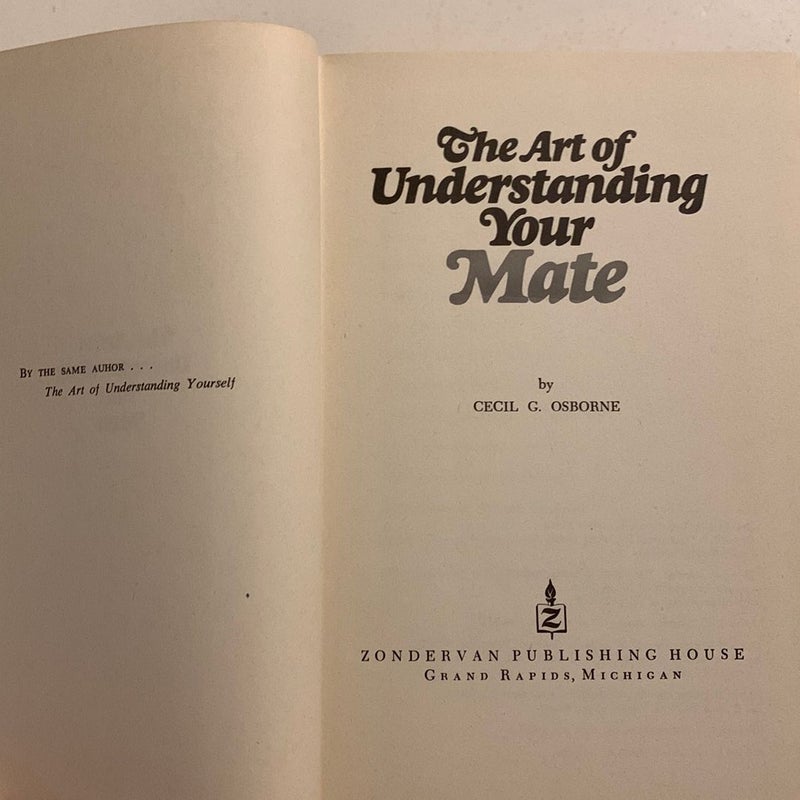 BY THE SAME AUHOR . . .
The Art of Understanding Yourself
The Art of
Understanding
Your
Mate
by
CECIL G. OSBORNE
Z
ZONDERVAN PUBLISHING HOUSE
GRAND RAPIDS, MICHIGAN